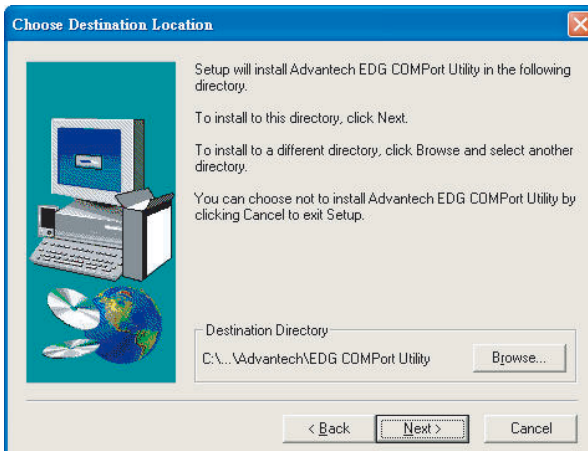 Choose Destination Location
Setup will install Advantech EDG COMPort Utility in the following
directory.
To install to this directory, click Next.
To install to a different directory, click Browse and select another
directory.
You can choose not to install Advantech EDG COMPort Utility by
clicking Cancel to exit Setup.
Destination Directory
C:\...\Advantech\EDG COMPort Utility
Browse...
< Back
Next >
Cancel